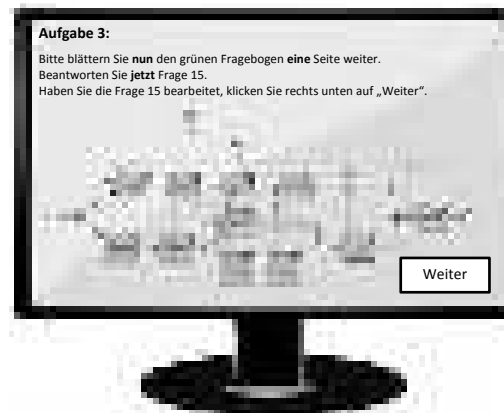 Aufgabe 3:
Bitte blättern Sie nun den grünen Fragebogen eine Seite weiter.
Beantworten Sie jetzt Frage 15.
Haben Sie die Frage 15 bearbeitet, klicken Sie rechts unten auf „Weiter“.
Weiter